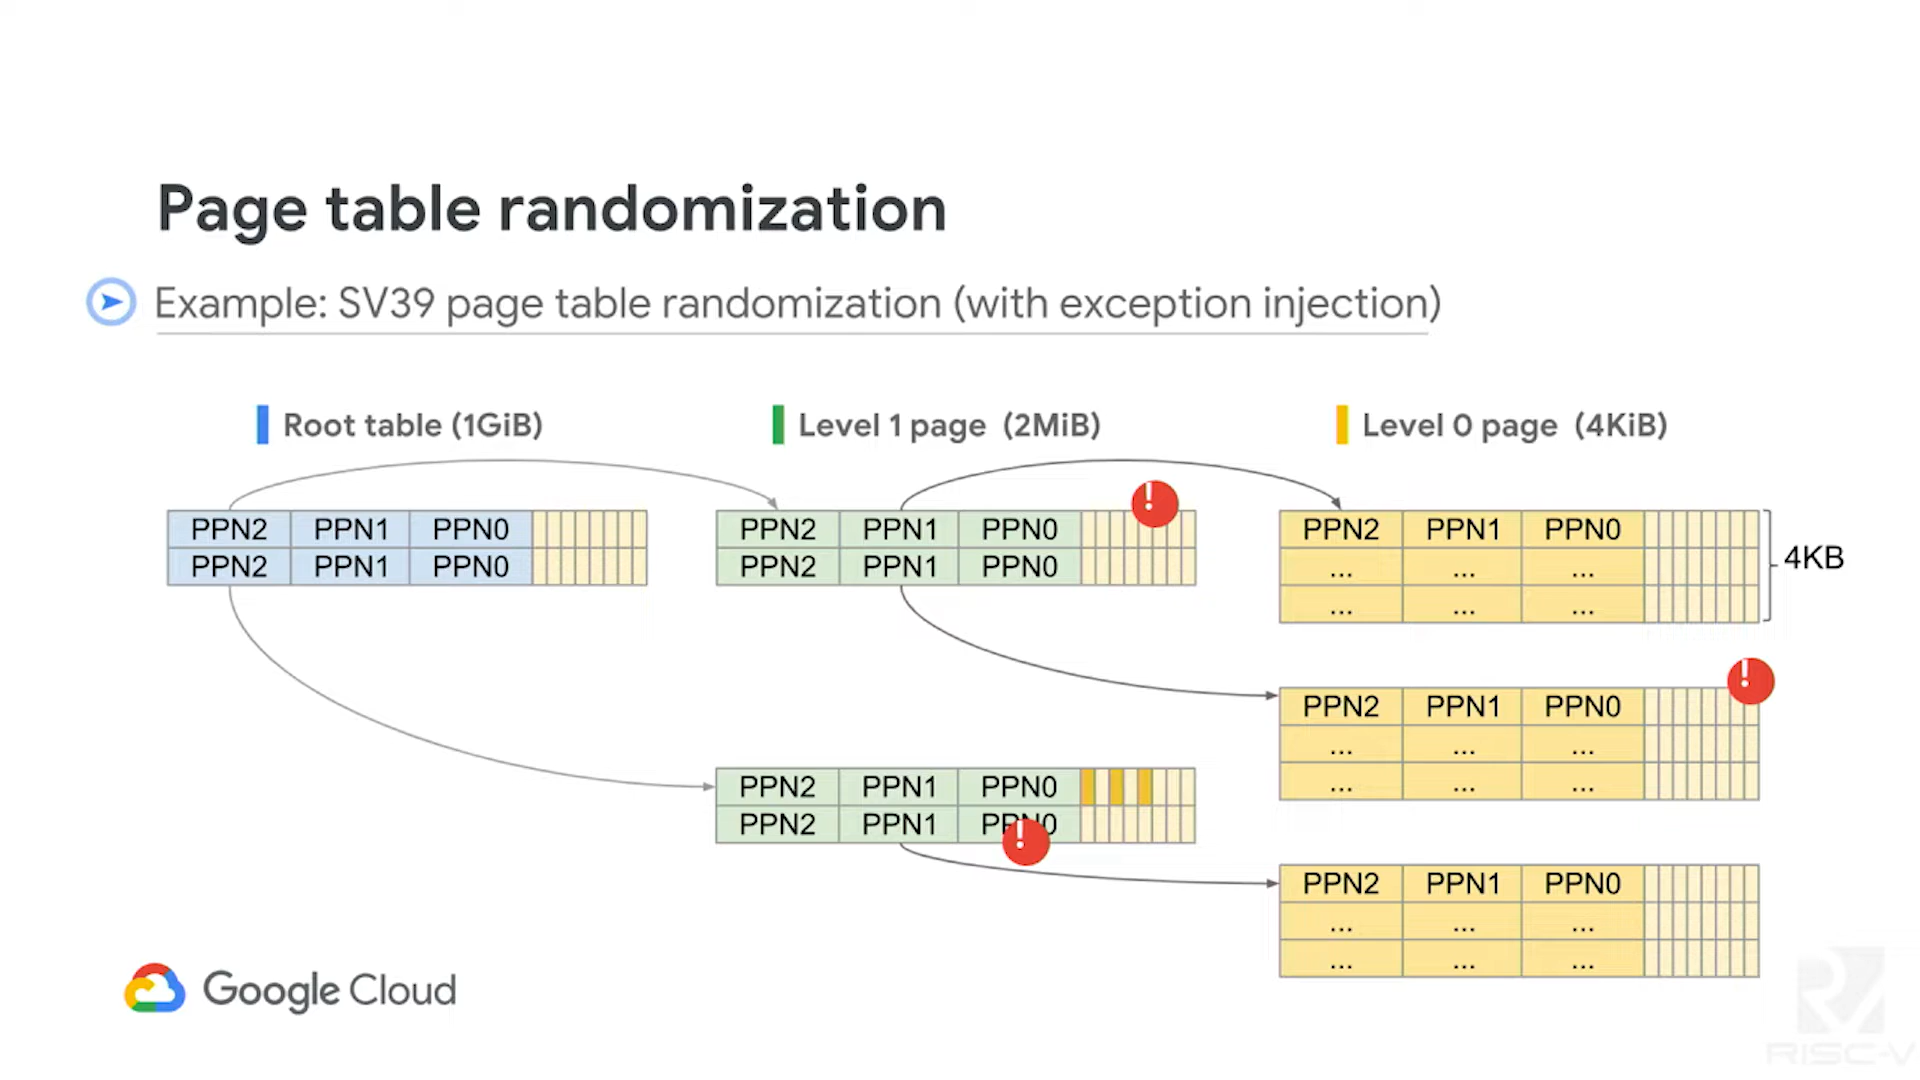 Page table randomization
Example: SV39 page table randomization (with exception injection)
Root table (1GiB)
Level 1 page (2MiB)
Level 0 page (4KiB)
PPN2 PPN1 PPN0
PPN2 PPN1 PPN0
PPN2 PPN1 PPN0
PPN2 PPN1 PPN0
PPN2 PPN1 PPN0
... ... ...
... ... ...
4KB
PPN2 PPN1 PPN0
... ... ...
... ... ...
PPN2 PPN1 PPN0
PPN2 PPN1 PPN0
PPN2 PPN1 PPN0
... ... ...
... ... ...
!
!
!
Google Cloud
RISC-V